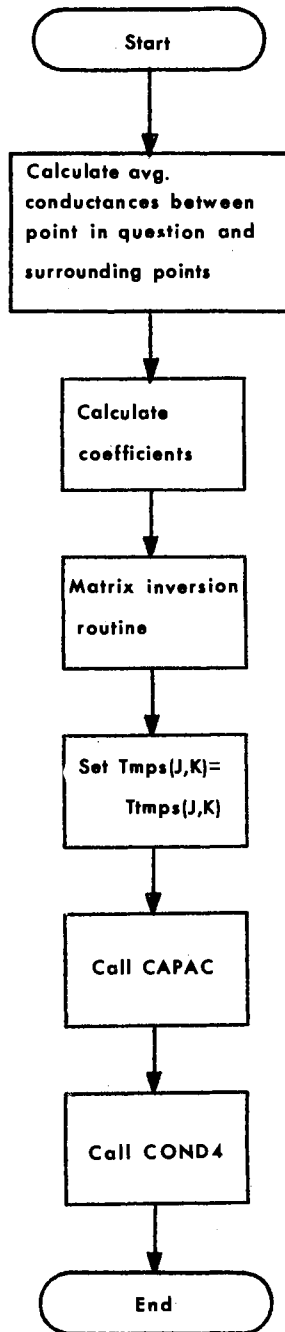 Start
Calculate avg.
conductances between
point in question and
surrounding points
Calculate
coefficients
Matrix inversion
routine
Set Tmps(J,K)=
Ttmps(J,K)
Call CAPAC
Call COND4
End